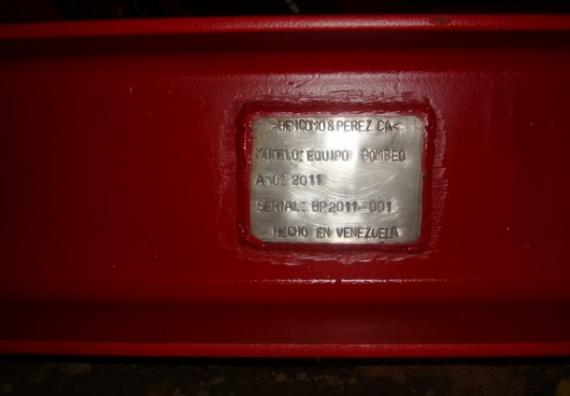 >BENCOMO&PEREZ CA<
MODELO: EQUIPO BOMBEO
AÑO: 2011
SERIAL: BP2011-001
HECHO EN VENEZUELA